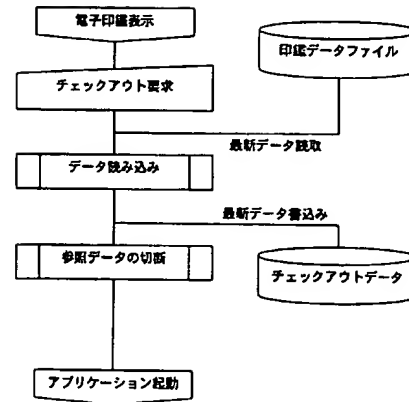 電子印鑑表示
印鑑データファイル
チェックアウト要求
最新データ読取
データ読み込み
最新データ書込み
参照データの切断
チェックアウトデータ
アプリケーション起動